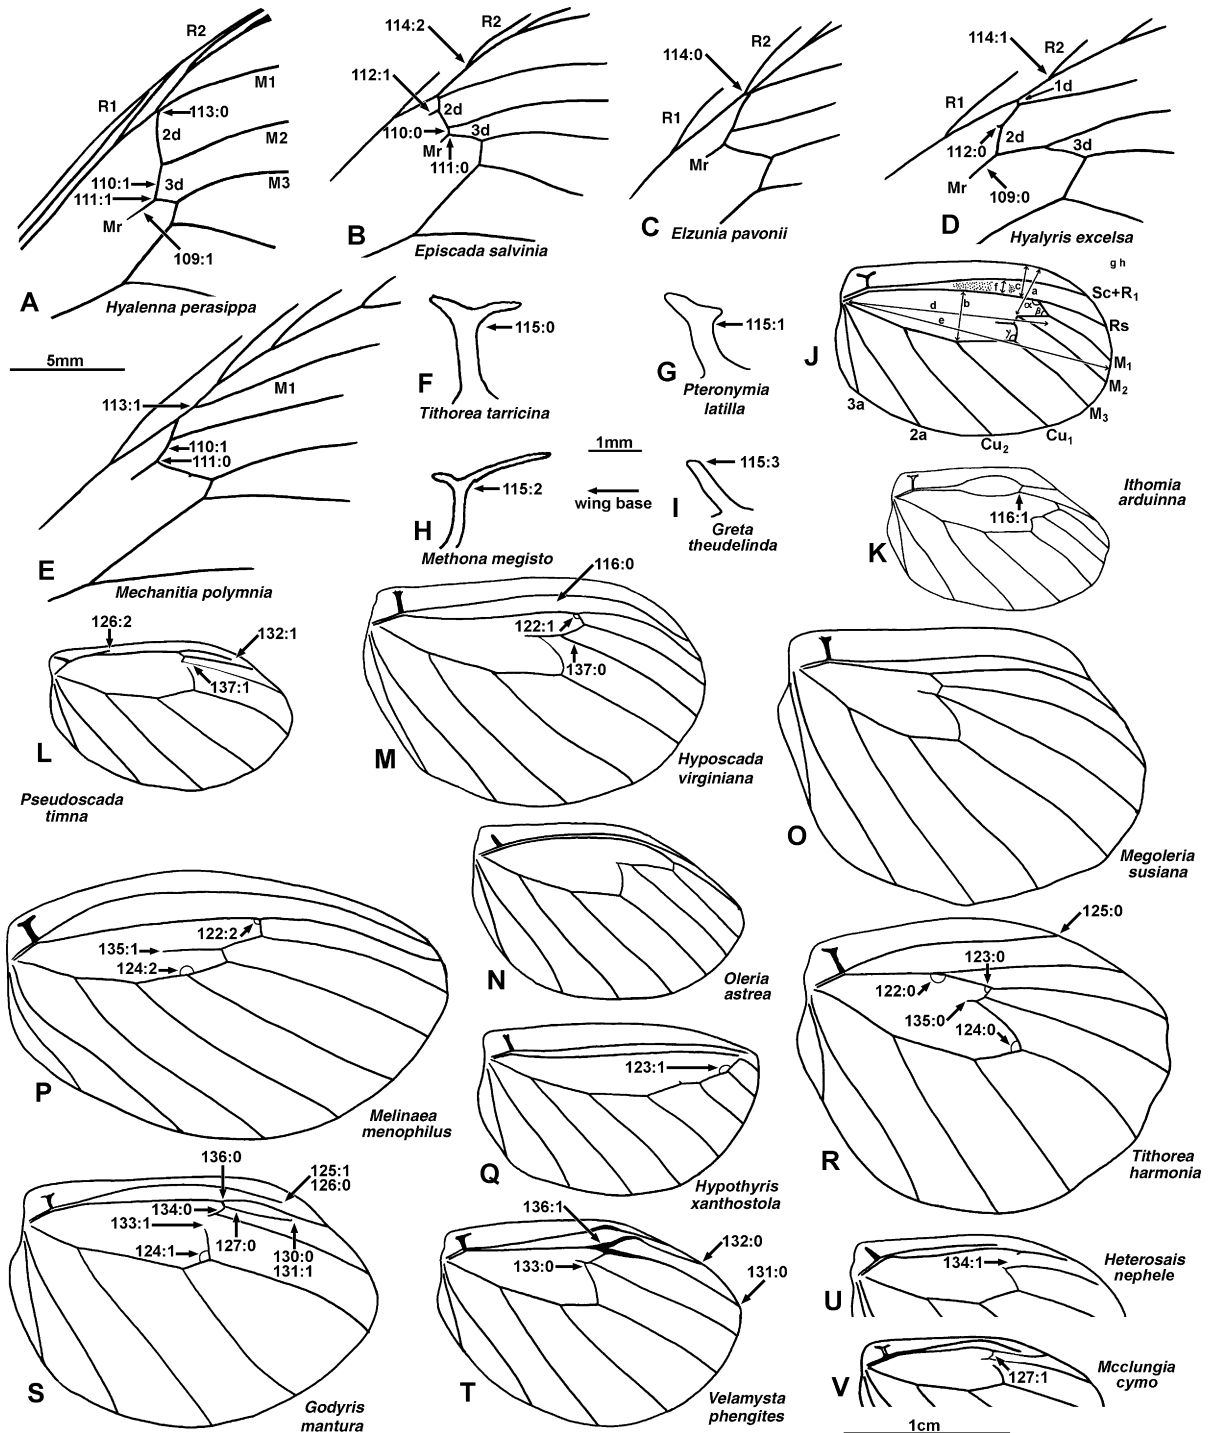 R2
R1
M1
113:0
2d
M2
110:1
3d
M3
111:1
Mr
109:1
A
Hyalenna perasippa
114:2
R2
112:1
2d
110:0
3d
Mr
111:0
B
Episcada salvinia
114:0
R2
R1
Mr
C
Elzunia pavonii
114:1
R2
1d
R1
112:0
2d
3d
Mr
109:0
D
Hyalyris excelsa
5mm
M1
113:1
110:1
111:0
E
Mechanitia polymnia
115:0
F
Tithorea tarricina
115:1
G
Pteronymia
latilla
1mm
wing base
115:2
H
Methona megisto
115:3
I
Greta
theudelinda
g h
f
c
a
b
d
e
α
β
γ
Sc+R1
Rs
M1
M2
M3
Cu1
Cu2
2a
3a
J
Ithomia
arduinna
116:1
K
126:2
132:1
137:1
L
Pseudoscada
timna
116:0
122:1
137:0
M
Hyposcada
virginiana
N
Oleria
astrea
O
Megoleria
susiana
122:2
135:1
124:2
P
Melinaea
menophilus
123:1
Q
Hypothyris
xanthostola
125:0
123:0
122:0
135:0
124:0
R
Tithorea
harmonia
136:0
125:1
126:0
134:0
133:1
127:0
130:0
131:1
124:1
S
Godyris
mantura
136:1
132:0
133:0
131:0
T
Velamysta
phengites
134:1
U
Heterosais
nephele
127:1
V
Mcclungia
cymo
1cm